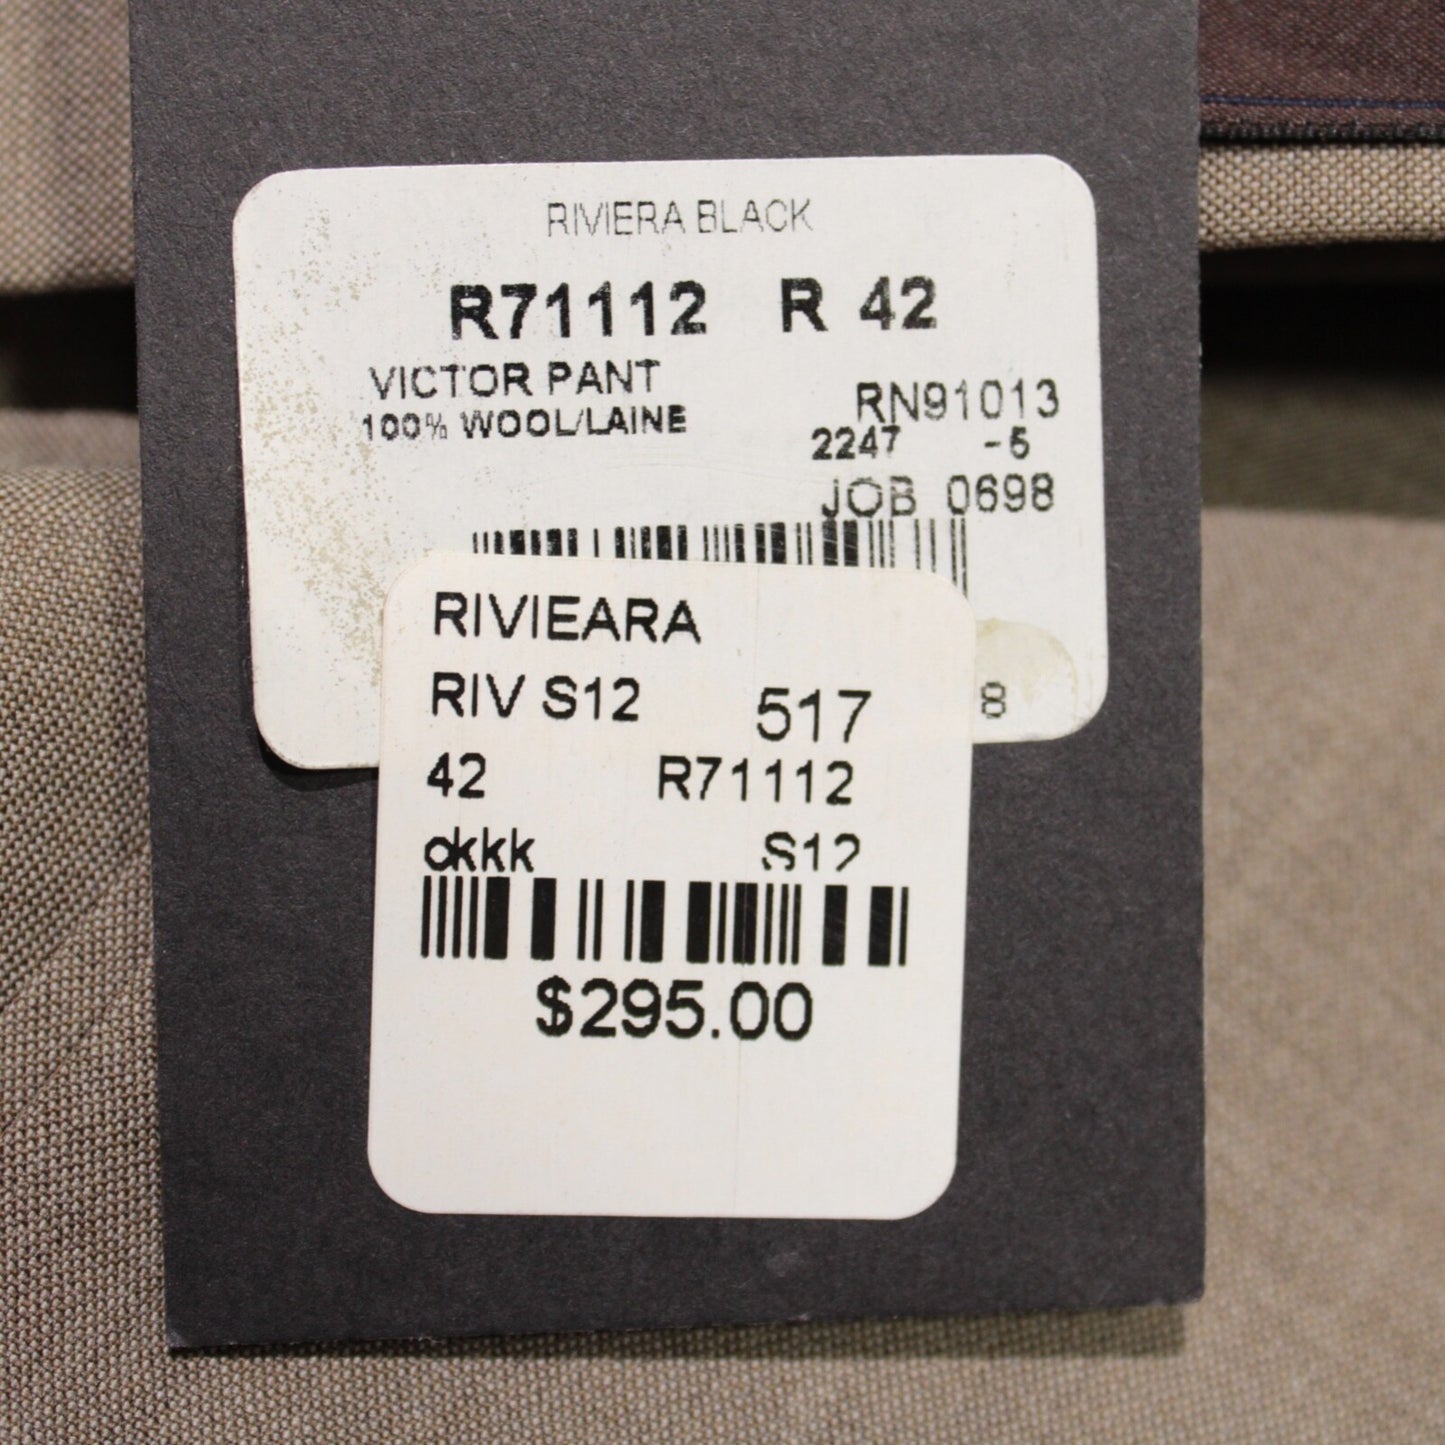 RIVIERA BLACK
R71112 R 42
VICTOR PANT
100% WOOL/LAINE
RN91013
2247 -5
JOB 0698
8
RIVIEARA
RIV S12 517
42 R71112
okkk S12
$295.00